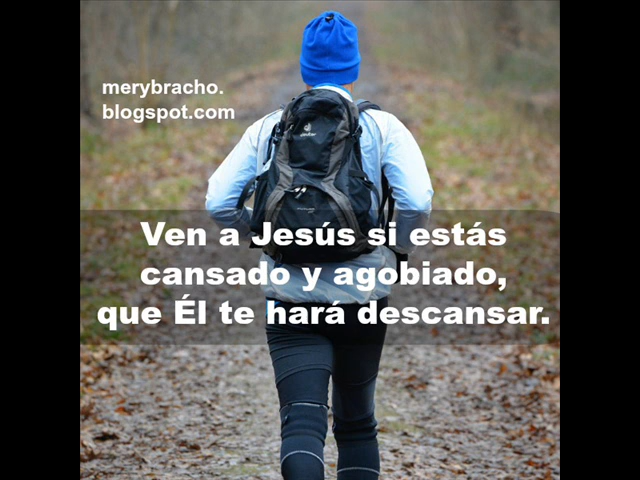 merybracho.
blogspot.com
Ven a Jesús si estás
cansado y agobiado,
que Él te hará descansar.